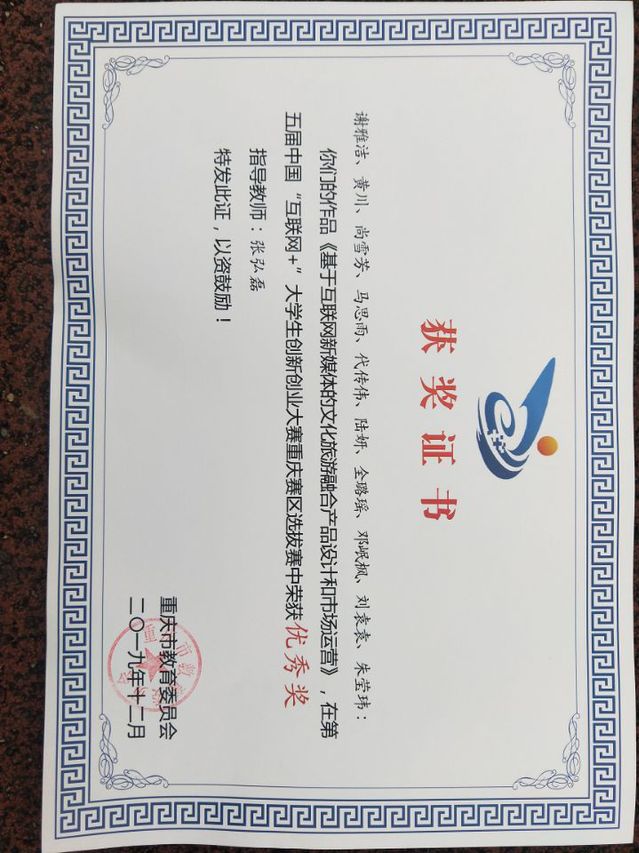 获奖证书
谢雅洁、黄川、尚雪芳、马思雨、代传伟、陆妍、全璐瑶、邓岷枫、刘袁袁、朱莹玮：
你们的作品《基于互联网新媒体的文化旅游融合产品设计和市场运营》，在第
五届中国“互联网+”大学生创新创业大赛重庆赛区选拔赛中荣获优秀奖
指导教师：张弘磊
特发此证，以资鼓励！
重庆市教育委员会
二〇一九年十二月